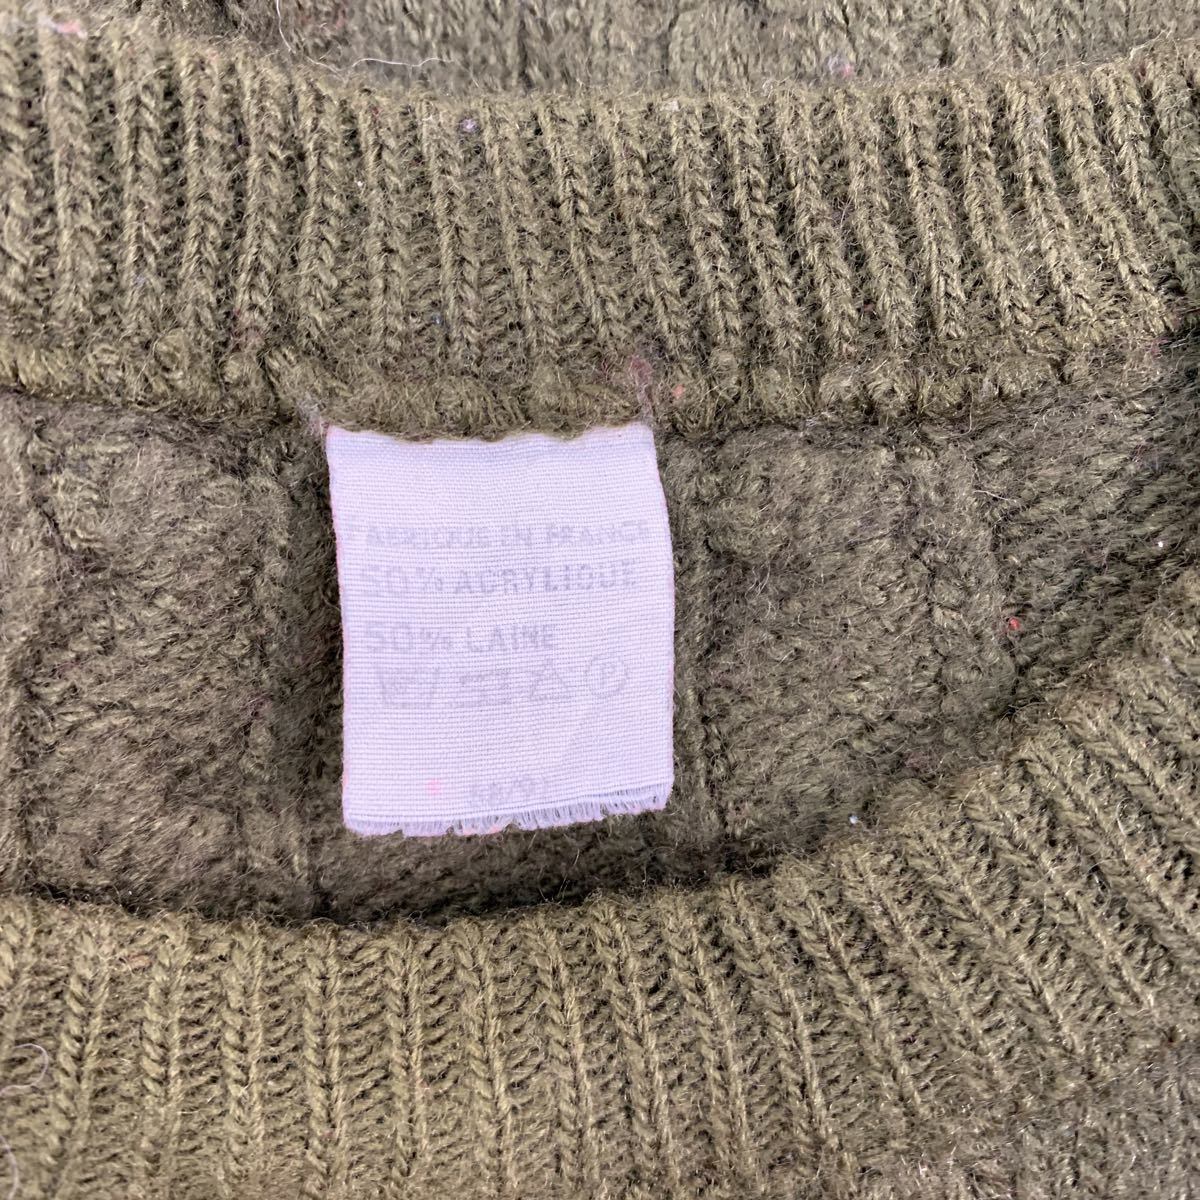 FABRIQUE EN FRANCE
50% ACRYLIQUE
50% LAINE
P